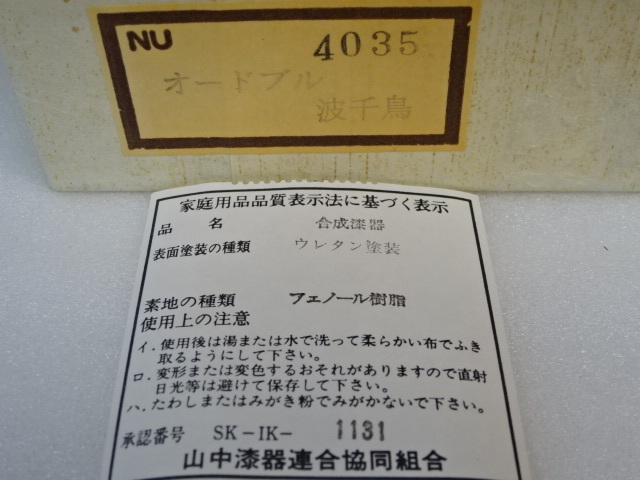 NU 4035
オードブル
波千鳥
家庭用品品質表示法に基づく表示
品名 合成漆器
表面塗装の種類 ウレタン塗装
素地の種類 フェノール樹脂
使用上の注意
イ.使用後は湯または水で洗って柔らかい布でふき
取るようにして下さい。
ロ.変形または変色するおそれがありますので直射
日光等は避けて保存して下さい。
ハ.たわしまたはみがき粉でみがかないで下さい。
承認番号 SK-IK- 1131
山中漆器連合協同組合